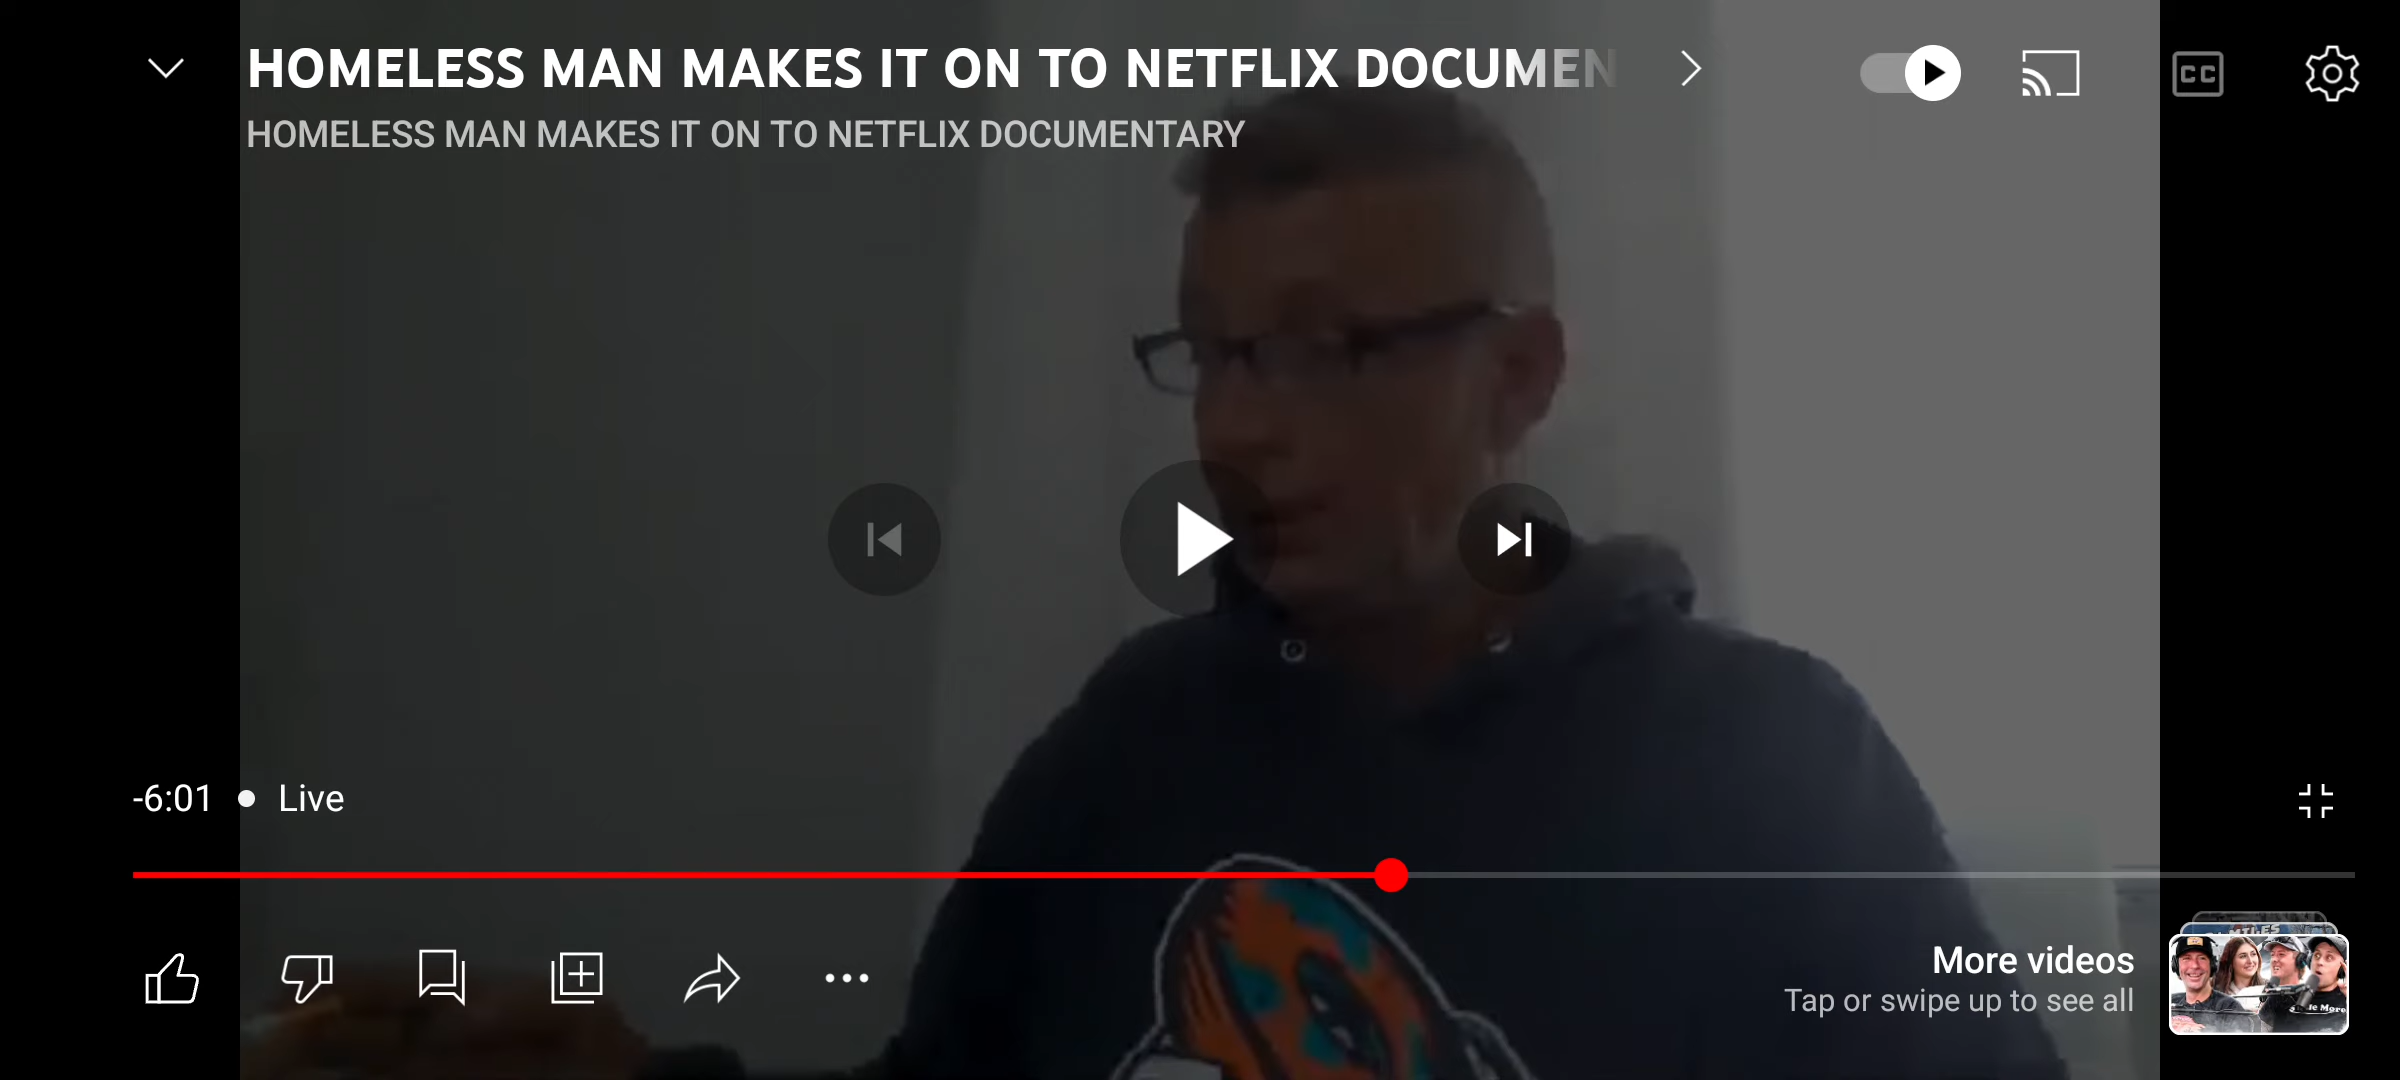 HOMELESS MAN MAKES IT ON TO NETFLIX DOCUMEN
HOMELESS MAN MAKES IT ON TO NETFLIX DOCUMENTARY
CC
-6:01 • Live
More videos
Tap or swipe up to see all